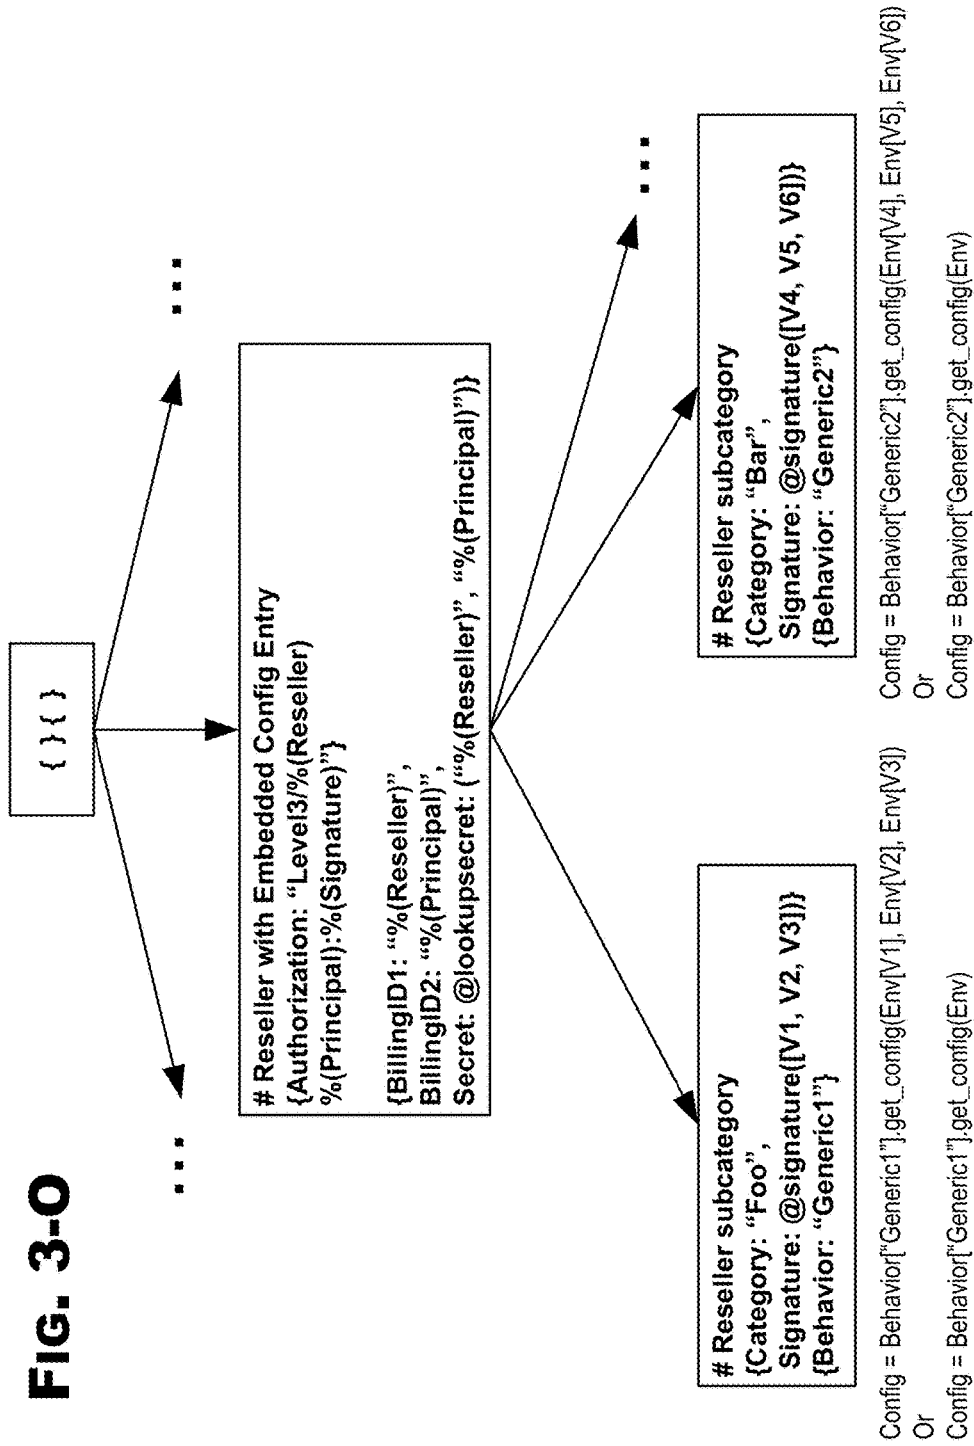 FIG. 3-O
{ } { }
...
...
# Reseller with Embedded Config Entry
{Authorization: “Level3/%(Reseller)
%(Principal):%(Signature)”}
{BillingID1: “%(Reseller)”,
BillingID2: “%(Principal)”,
Secret: @lookupsecret: (“%(Reseller)”, “%(Principal)”)}
...
# Reseller subcategory
{Category: “Foo”,
Signature: @signature([V1, V2, V3])}
{Behavior: “Generic1”}
Config = Behavior[“Generic1”].get_config(Env[V1], Env[V2], Env[V3])
Or
Config = Behavior[“Generic1”].get_config(Env)
# Reseller subcategory
{Category: “Bar”,
Signature: @signature([V4, V5, V6])}
{Behavior: “Generic2”}
Config = Behavior[“Generic2”].get_config(Env[V4], Env[V5], Env[V6])
Or
Config = Behavior[“Generic2”].get_config(Env)